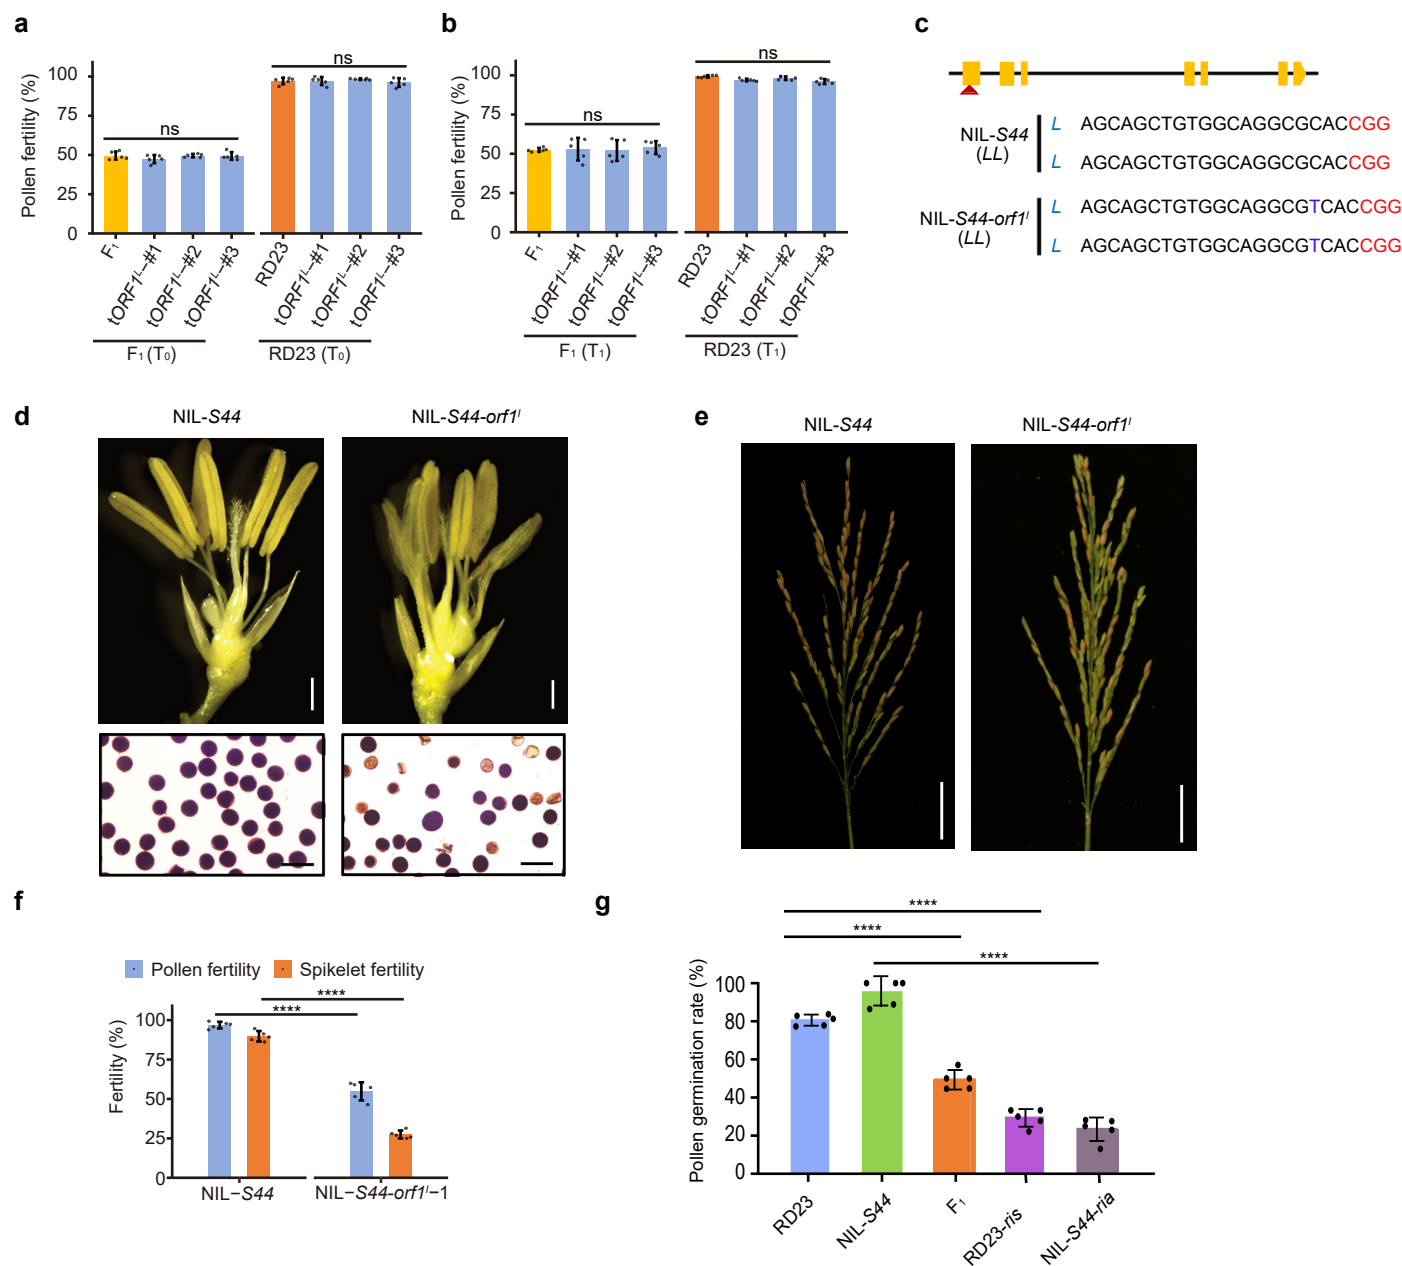 a
Pollen fertility (%)
100
75
50
25
0
ns
ns
F1
tORF1L–#1
tORF1L–#2
tORF1L–#3
RD23
tORF1L–#1
tORF1L–#2
tORF1L–#3
F1 (T0)
RD23 (T0)
b
Pollen fertility (%)
100
75
50
25
0
ns
ns
F1
tORF1L–#1
tORF1L–#2
tORF1L–#3
RD23
tORF1L–#1
tORF1L–#2
tORF1L–#3
F1 (T1)
RD23 (T1)
c
NIL-S44
(LL)
L AGCAGCTGTGGCAGGCGCACCGG
L AGCAGCTGTGGCAGGCGCACCGG
NIL-S44-orf1l
(LL)
L AGCAGCTGTGGCAGGCGTCACCGG
L AGCAGCTGTGGCAGGCGTCACCGG
d
NIL-S44
NIL-S44-orf1l
e
NIL-S44
NIL-S44-orf1l
f
Pollen fertility
Spikelet fertility
Fertility (%)
100
75
50
25
0
****
****
NIL–S44
NIL–S44-orf1l–1
g
****
****
****
Pollen germination rate (%)
100
80
60
40
20
0
RD23
NIL-S44
F1
RD23-ris
NIL-S44-ria